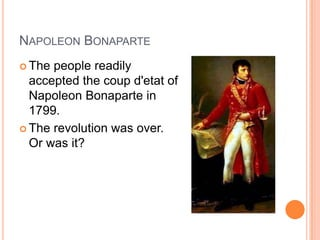 NAPOLEON BONAPARTE
The people readily
accepted the coup d'etat of
Napoleon Bonaparte in
1799.
The revolution was over.
Or was it?